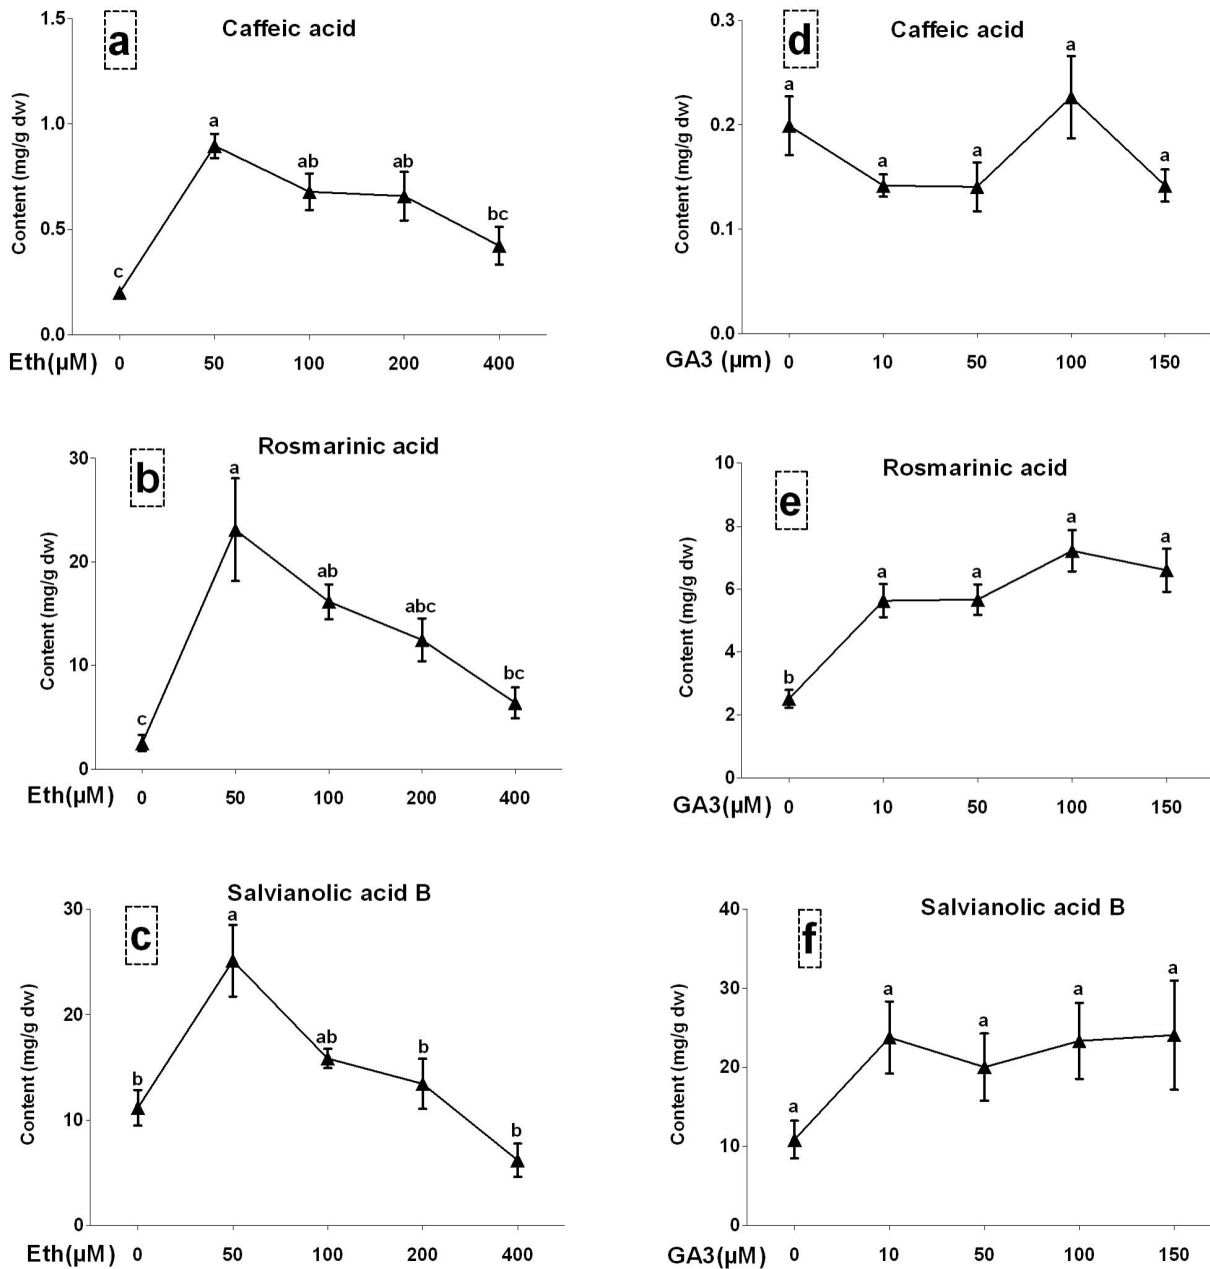 a
Caffeic acid
Content (mg/g dw)
1.5
1.0
0.5
0.0
a
ab
ab
bc
c
Eth(µM) 0 50 100 200 400
d
Caffeic acid
Content (mg/g dw)
0.3
0.2
0.1
0.0
a
a
a
a
a
GA3 (µm) 0 10 50 100 150
b
Rosmarinic acid
Content (mg/g dw)
30
20
10
0
a
ab
abc
bc
c
Eth(µM) 0 50 100 200 400
e
Rosmarinic acid
Content (mg/g dw)
10
8
6
4
2
0
a
a
a
a
b
GA3(µM) 0 10 50 100 150
c
Salvianolic acid B
Content (mg/g dw)
30
20
10
0
a
ab
b
b
b
Eth(µM) 0 50 100 200 400
f
Salvianolic acid B
Content (mg/g dw)
40
30
20
10
0
a
a
a
a
a
GA3(µM) 0 10 50 100 150